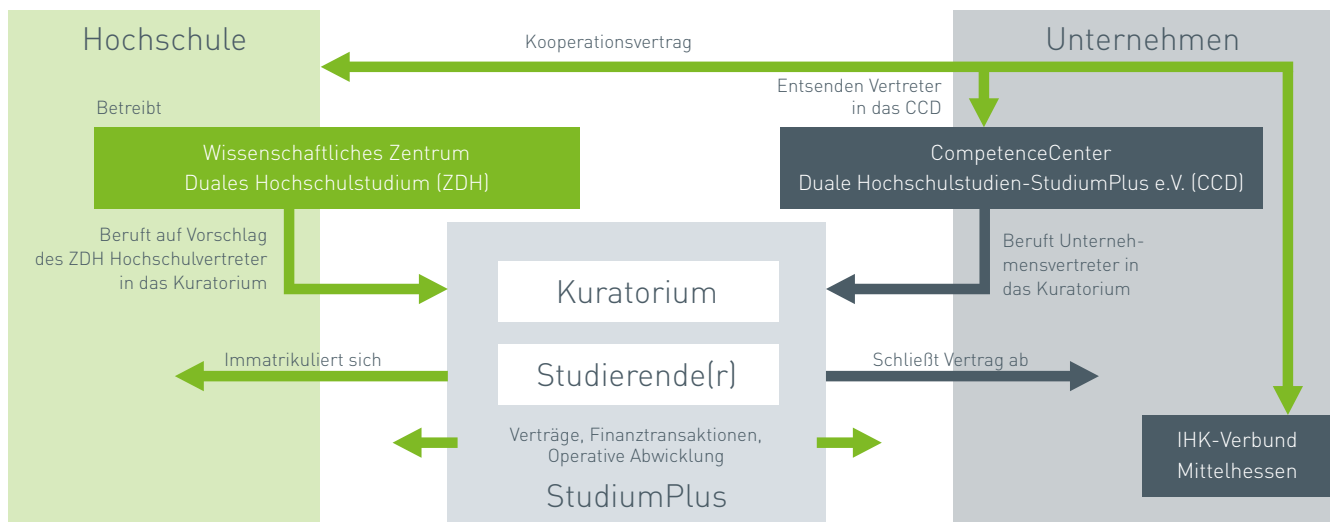 Hochschule
Kooperationsvertrag
Unternehmen
Entsenden Vertreter
in das CCD
Betreibt
Wissenschaftliches Zentrum
Duales Hochschulstudium (ZDH)
CompetenceCenter
Duale Hochschulstudien-StudiumPlus e.V. (CCD)
Beruft auf Vorschlag
des ZDH Hochschulvertreter
in das Kuratorium
Kuratorium
Beruft Unterneh-
mensvertreter in
das Kuratorium
Immatrikuliert sich
Studierende(r)
Schließt Vertrag ab
Verträge, Finanztransaktionen,
Operative Abwicklung
StudiumPlus
IHK-Verbund
Mittelhessen